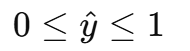 0 ≤ ŷ ≤ 1